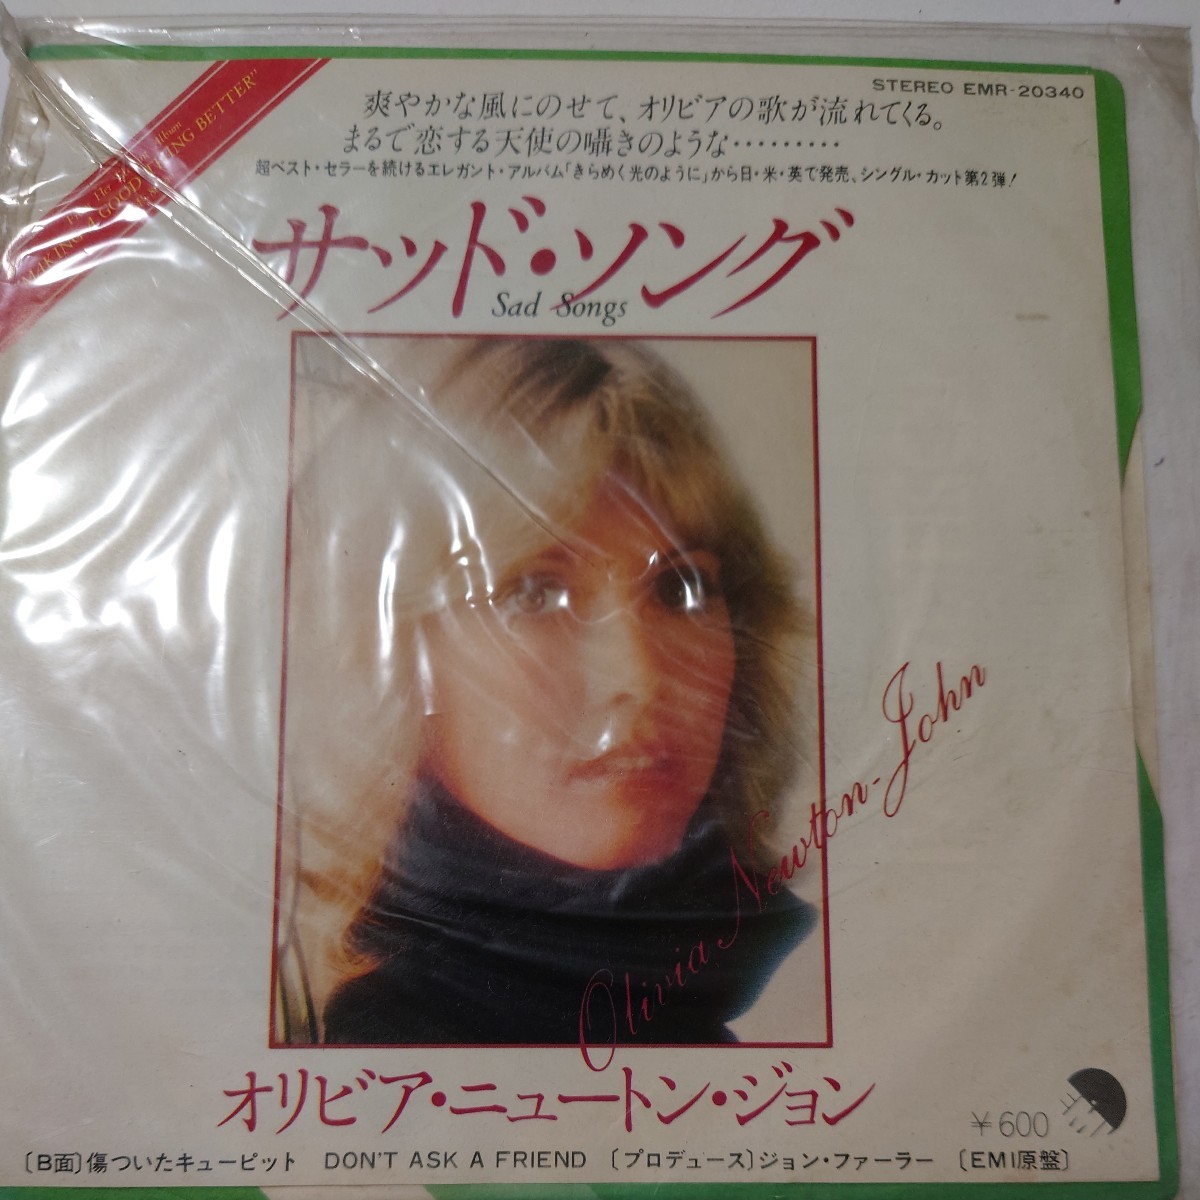 STEREO EMR-20340
爽やかな風にのせて、オリビアの歌が流れてくる。
まるで恋する天使の囁きのような………
超ベスト・セラーを続けるエレガント・アルバム「きらめく光のように」から日・米・英で発売、シングル・カット第2弾!
album
MAKING A GOOD THING BETTER"
サッド・ソング
Sad Songs
Olivia Newton-John
オリビア・ニュートン・ジョン
¥600
〔B面〕傷ついたキューピット DON'T ASK A FRIEND 〔プロデュース〕ジョン・ファーラー 〔EMI原盤〕